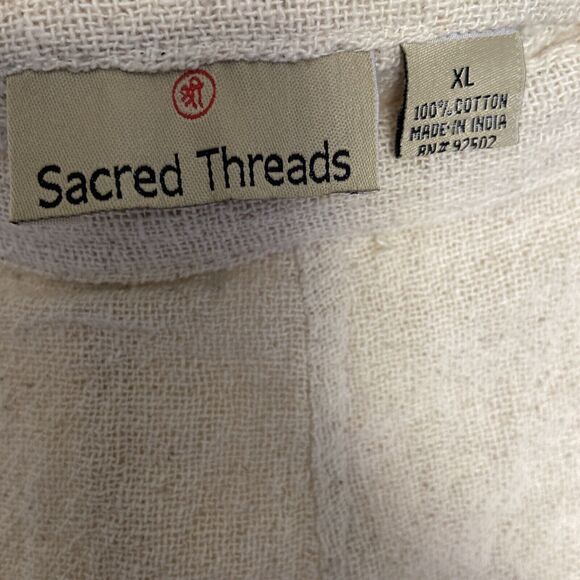 श्री
Sacred Threads
XL
100% COTTON
MADE IN INDIA
RN# 92502